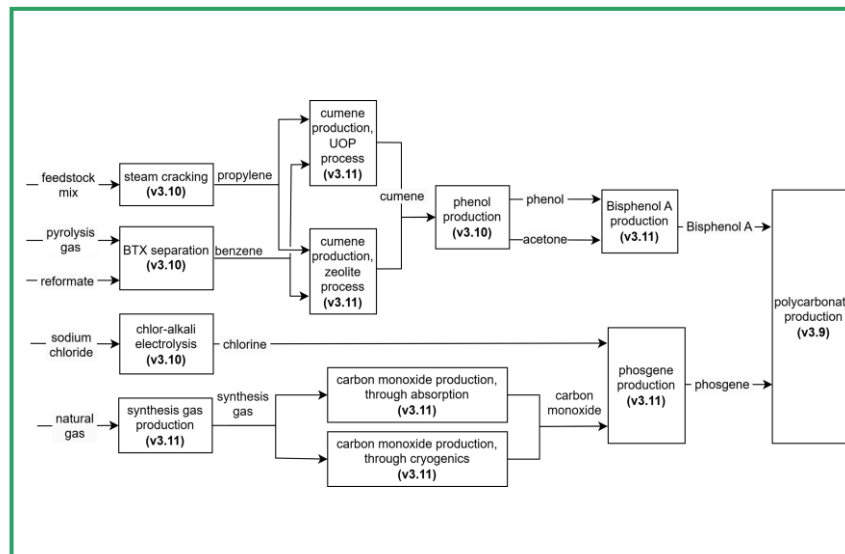 cumene
production,
UOP
process
(v3.11)
feedstock
mix
steam cracking
(v3.10)
propylene
cumene
phenol
production
(v3.10)
phenol
acetone
Bisphenol A
production
(v3.11)
Bisphenol A
pyrolysis
gas
reformate
BTX separation
(v3.10)
benzene
cumene
production,
zeolite
process
(v3.11)
sodium
chloride
chlor-alkali
electrolysis
(v3.10)
chlorine
natural
gas
synthesis gas
production
(v3.11)
synthesis
gas
carbon monoxide production,
through absorption
(v3.11)
carbon monoxide production,
through cryogenics
(v3.11)
carbon
monoxide
phosgene
production
(v3.11)
phosgene
polycarbonat
production
(v3.9)